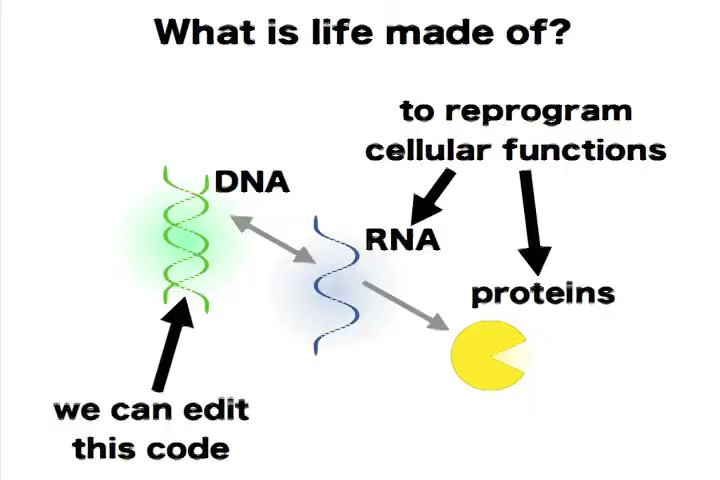 What is life made of?
to reprogram
cellular functions
DNA
RNA
proteins
we can edit
this code